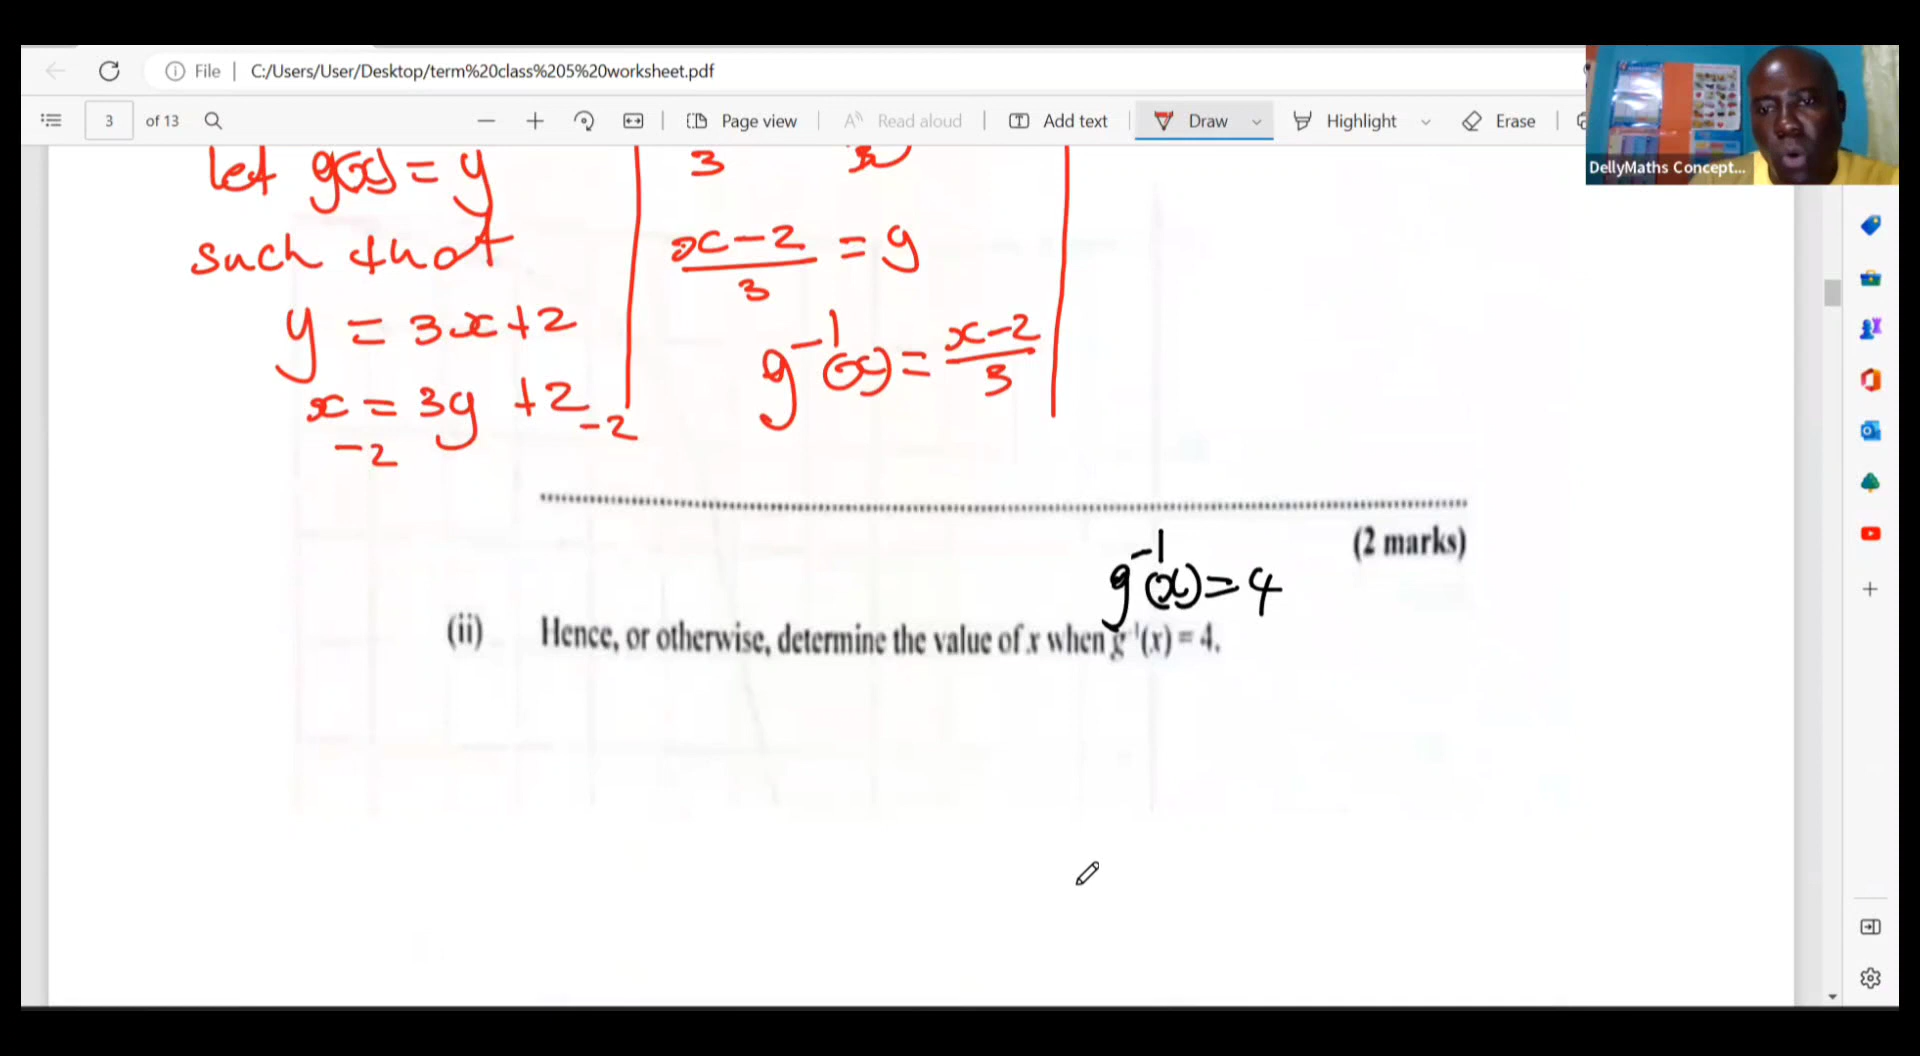 File | C:/Users/User/Desktop/term%20class%205%20worksheet.pdf
3 of 13 Page view Read aloud Add text Draw Highlight Erase
DellyMaths Concept...
let g(x) = y
such that
y = 3x+2
x = 3y +2
-2 -2
3 3
x-2 = y
3
g-1(x) = x-2
3
(2 marks)
g-1(x) = 4
(ii) Hence, or otherwise, determine the value of x when g-1(x) = 4.